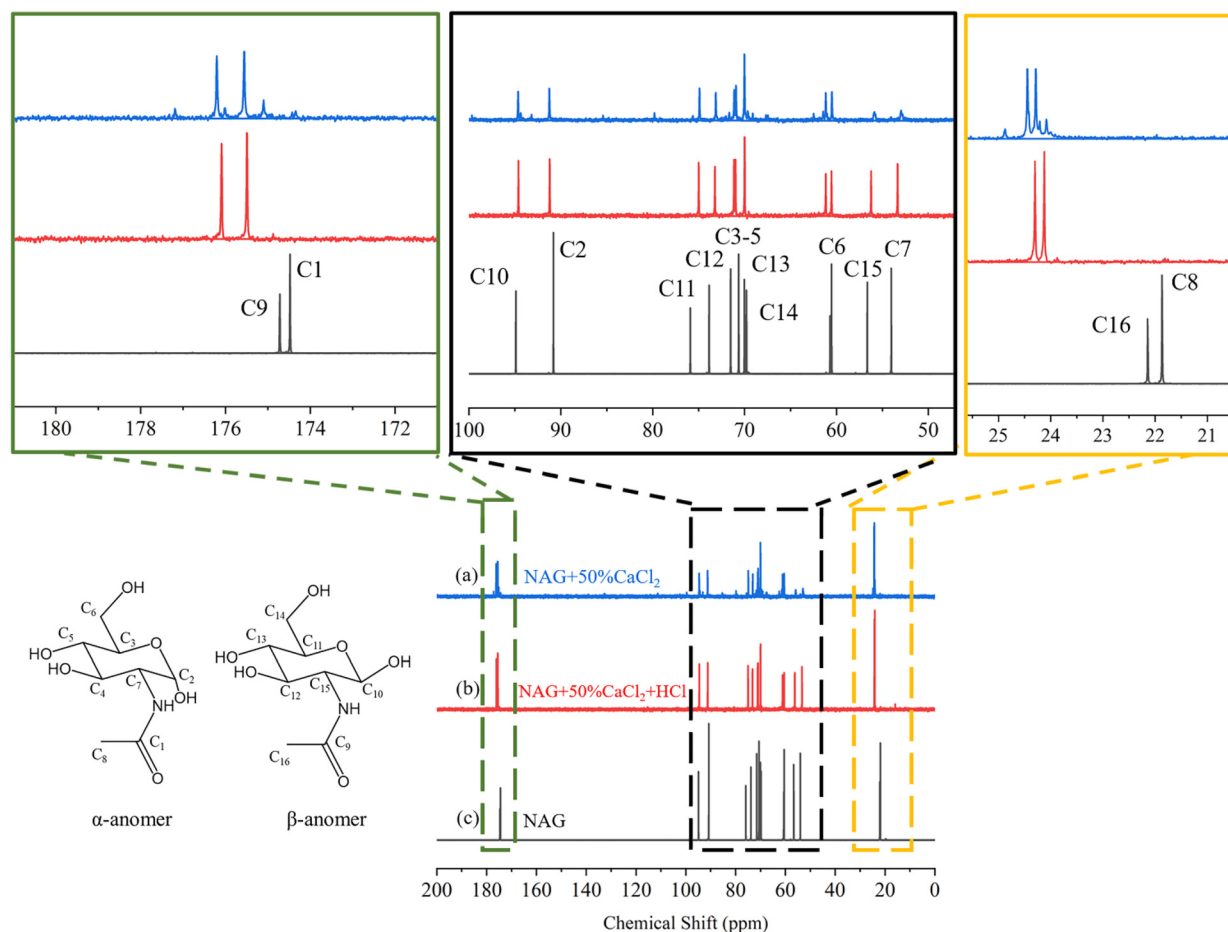 C9
C1
180 178 176 174 172
C10
C2
C11
C12
C3-5
C13
C14
C6
C15
C7
100 90 80 70 60 50
C16
C8
25 24 23 22 21
OH
C6
C5
C3
O
HO
HO
C4
C7
C2
OH
NH
C8
C1
O
α-anomer
OH
C14
C13
C11
O
HO
HO
OH
C12
C15
C10
NH
C16
C9
O
β-anomer
(a) NAG+50%CaCl2
(b) NAG+50%CaCl2+HCl
(c) NAG
200 180 160 140 120 100 80 60 40 20 0
Chemical Shift (ppm)